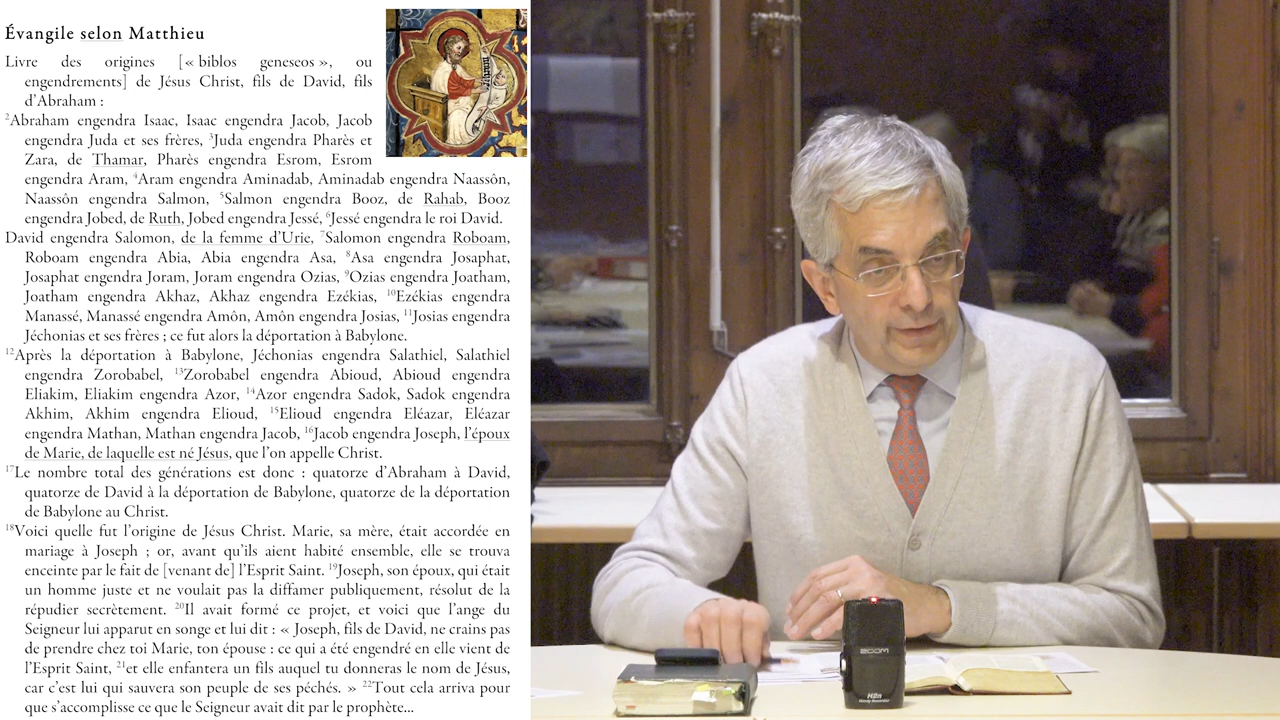 Évangile selon Matthieu
Livre des origines [« biblos geneseos », ou
engendrements] de Jésus Christ, fils de David, fils
d'Abraham :
²Abraham engendra Isaac, Isaac engendra Jacob, Jacob
engendra Juda et ses frères, ³Juda engendra Pharès et
Zara, de Thamar, Pharès engendra Esrom, Esrom
engendra Aram, ⁴Aram engendra Aminadab, Aminadab engendra Naassôn,
Naassôn engendra Salmon, ⁵Salmon engendra Booz, de Rahab, Booz
engendra Jobed, de Ruth, Jobed engendra Jessé, ⁶Jessé engendra le roi David.
David engendra Salomon, de la femme d'Urie, ⁷Salomon engendra Roboam,
Roboam engendra Abia, Abia engendra Asa, ⁸Asa engendra Josaphat,
Josaphat engendra Joram, Joram engendra Ozias, ⁹Ozias engendra Joatham,
Joatham engendra Akhaz, Akhaz engendra Ezékias, ¹⁰Ezékias engendra
Manassé, Manassé engendra Amôn, Amôn engendra Josias, ¹¹Josias engendra
Jéchonias et ses frères ; ce fut alors la déportation à Babylone.
¹²Après la déportation à Babylone, Jéchonias engendra Salathiel, Salathiel
engendra Zorobabel, ¹³Zorobabel engendra Abioud, Abioud engendra
Eliakim, Eliakim engendra Azor, ¹⁴Azor engendra Sadok, Sadok engendra
Akhim, Akhim engendra Elioud, ¹⁵Elioud engendra Eléazar, Eléazar
engendra Mathan, Mathan engendra Jacob, ¹⁶Jacob engendra Joseph, l'époux
de Marie, de laquelle est né Jésus, que l'on appelle Christ.
¹⁷Le nombre total des générations est donc : quatorze d'Abraham à David,
quatorze de David à la déportation de Babylone, quatorze de la déportation
de Babylone au Christ.
¹⁸Voici quelle fut l'origine de Jésus Christ. Marie, sa mère, était accordée en
mariage à Joseph ; or, avant qu'ils aient habité ensemble, elle se trouva
enceinte par le fait de [venant de] l'Esprit Saint. ¹⁹Joseph, son époux, qui était
un homme juste et ne voulait pas la diffamer publiquement, résolut de la
répudier secrètement. ²⁰Il avait formé ce projet, et voici que l'ange du
Seigneur lui apparut en songe et lui dit : « Joseph, fils de David, ne crains pas
de prendre chez toi Marie, ton épouse : ce qui a été engendré en elle vient de
l'Esprit Saint, ²¹et elle enfantera un fils auquel tu donneras le nom de Jésus,
car c'est lui qui sauvera son peuple de ses péchés. » ²²Tout cela arriva pour
que s'accomplisse ce que le Seigneur avait dit par le prophète...
ZOOM
H2n
Handy Recorder